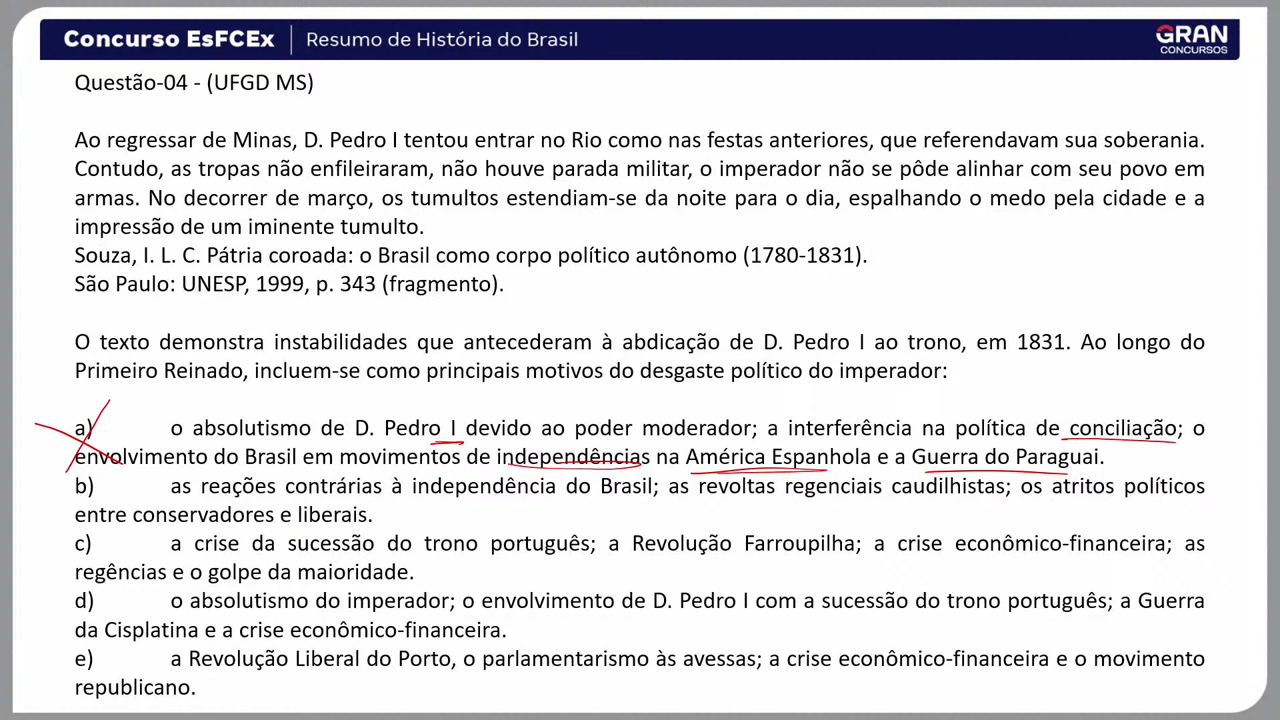 Concurso EsFCEx | Resumo de História do Brasil
GRAN
CONCURSOS
Questão-04 - (UFGD MS)
Ao regressar de Minas, D. Pedro I tentou entrar no Rio como nas festas anteriores, que referendavam sua soberania.
Contudo, as tropas não enfileiraram, não houve parada militar, o imperador não se pôde alinhar com seu povo em
armas. No decorrer de março, os tumultos estendiam-se da noite para o dia, espalhando o medo pela cidade e a
impressão de um iminente tumulto.
Souza, I. L. C. Pátria coroada: o Brasil como corpo político autônomo (1780-1831).
São Paulo: UNESP, 1999, p. 343 (fragmento).
O texto demonstra instabilidades que antecederam à abdicação de D. Pedro I ao trono, em 1831. Ao longo do
Primeiro Reinado, incluem-se como principais motivos do desgaste político do imperador:
a) o absolutismo de D. Pedro I devido ao poder moderador; a interferência na política de conciliação; o
envolvimento do Brasil em movimentos de independências na América Espanhola e a Guerra do Paraguai.
b) as reações contrárias à independência do Brasil; as revoltas regenciais caudilhistas; os atritos políticos
entre conservadores e liberais.
c) a crise da sucessão do trono português; a Revolução Farroupilha; a crise econômico-financeira; as
regências e o golpe da maioridade.
d) o absolutismo do imperador; o envolvimento de D. Pedro I com a sucessão do trono português; a Guerra
da Cisplatina e a crise econômico-financeira.
e) a Revolução Liberal do Porto, o parlamentarismo às avessas; a crise econômico-financeira e o movimento
republicano.